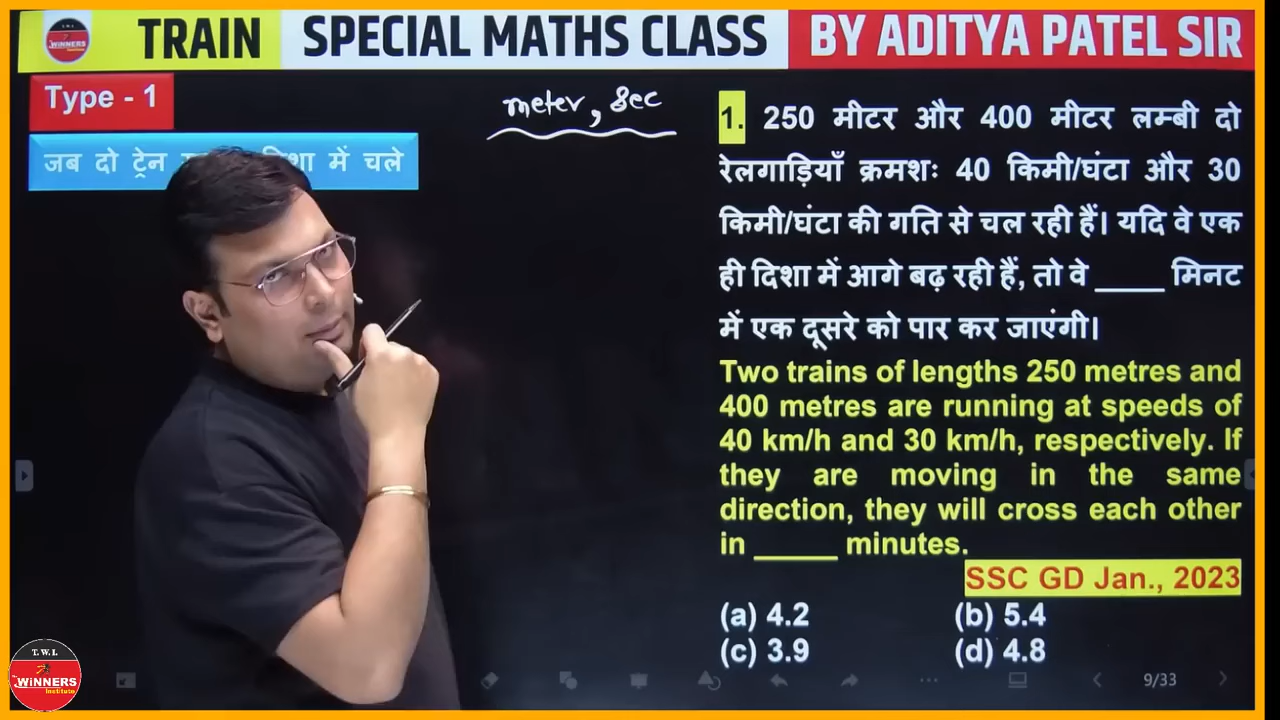 WINNERS
TRAIN
SPECIAL MATHS CLASS
BY ADITYA PATEL SIR
Type - 1
जब दो ट्रेन दिशा में चले
meter, Sec
1. 250 मीटर और 400 मीटर लम्बी दो
रेलगाड़ियाँ क्रमशः 40 किमी/घंटा और 30
किमी/घंटा की गति से चल रही हैं। यदि वे एक
ही दिशा में आगे बढ़ रही हैं, तो वे ____ मिनट
में एक दूसरे को पार कर जाएंगी।
Two trains of lengths 250 metres and
400 metres are running at speeds of
40 km/h and 30 km/h, respectively. If
they are moving in the same
direction, they will cross each other
in _____ minutes.
SSC GD Jan., 2023
(a) 4.2 (b) 5.4
(c) 3.9 (d) 4.8
9/33
T.W.I.
The
WINNERS
Institute